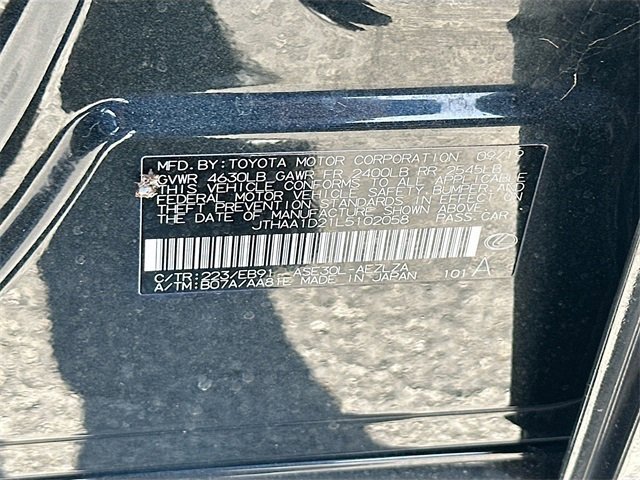 MFD. BY: TOYOTA MOTOR CORPORATION 09/19
GVWR 4630LB GAWR FR 2400LB RR 2545LB
THIS VEHICLE CONFORMS TO ALL APPLICABLE
FEDERAL MOTOR VEHICLE SAFETY, BUMPER, AND
THEFT PREVENTION STANDARDS IN EFFECT ON
THE DATE OF MANUFACTURE SHOWN ABOVE.
JTHAA1D21L5102058 PASS. CAR
C/TR: 223/EB91 ASE30L-AEZLZA
A/TM: B07A/AA81E MADE IN JAPAN 101 A